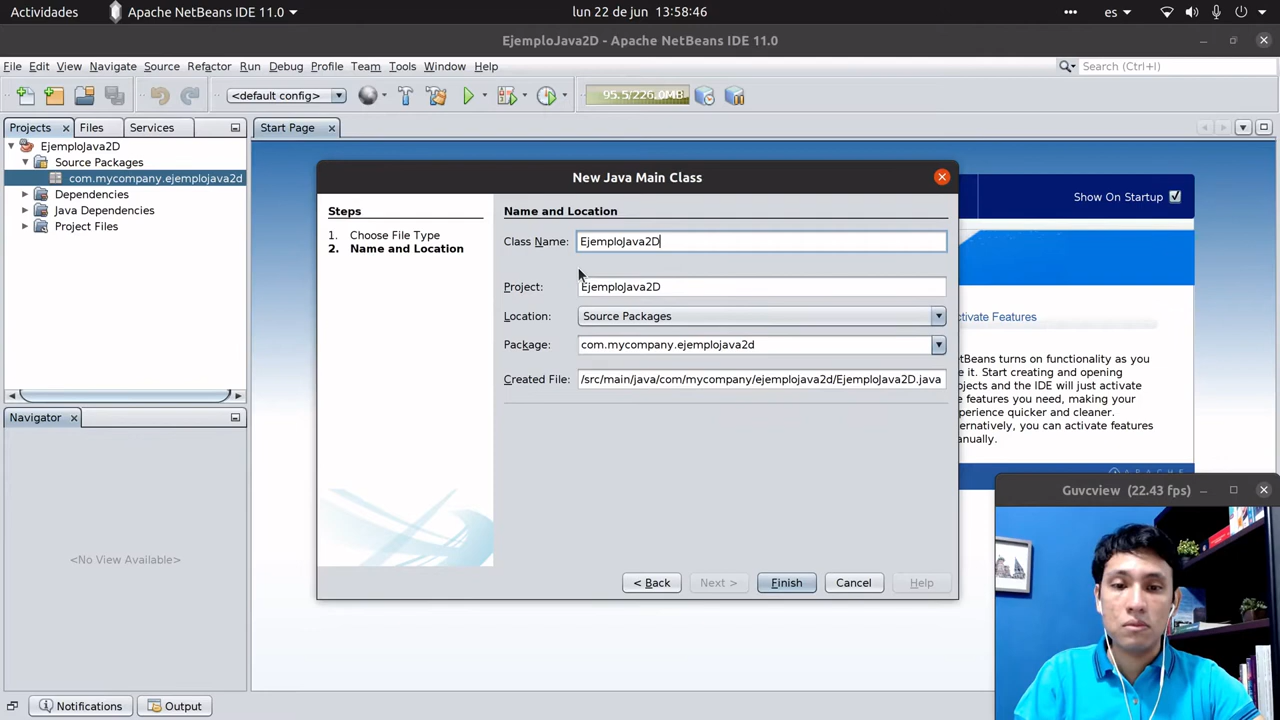 Actividades
Apache NetBeans IDE 11.0
lun 22 de jun 13:58:46
es
EjemploJava2D - Apache NetBeans IDE 11.0
File Edit View Navigate Source Refactor Run Debug Profile Team Tools Window Help
Search (Ctrl+I)
<default config>
95.5/226.0MB
Projects
Files
Services
Start Page
EjemploJava2D
Source Packages
com.mycompany.ejemplojava2d
Dependencies
Java Dependencies
Project Files
Show On Startup
New Java Main Class
Steps
1. Choose File Type
2. Name and Location
Name and Location
Class Name: EjemploJava2D
Project: EjemploJava2D
Location: Source Packages
Package: com.mycompany.ejemplojava2d
Created File: /src/main/java/com/mycompany/ejemplojava2d/EjemploJava2D.java
< Back
Next >
Finish
Cancel
Help
ctivate Features
etBeans turns on functionality as you
e it. Start creating and opening
ojects and the IDE will just activate
e features you need, making your
perience quicker and cleaner.
ternatively, you can activate features
anually.
Navigator
<No View Available>
Guvcview (22.43 fps)
Notifications
Output